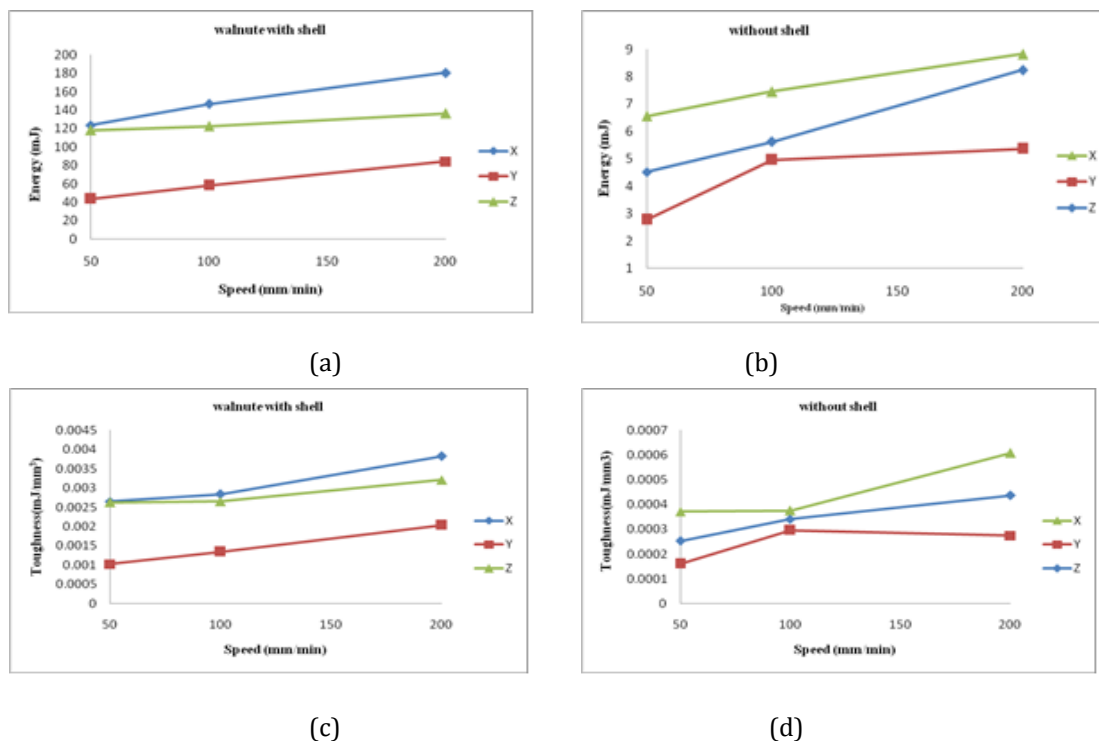 walnute with shell
200
180
160
140
120
100
80
60
40
20
0
Energy (mJ)
50 100 150 200
Speed (mm/min)
X
Y
Z
(a)
without shell
9
8
7
6
5
4
3
2
1
Energy (mJ)
50 100 150 200
Speed (mm/min)
X
Y
Z
(b)
walnute with shell
0.0045
0.004
0.0035
0.003
0.0025
0.002
0.0015
0.001
0.0005
0
Toughness(mJ/mm³)
50 100 150 200
Speed (mm/min)
X
Y
Z
(c)
without shell
0.0007
0.0006
0.0005
0.0004
0.0003
0.0002
0.0001
0
Toughness(mJ/mm3)
50 100 150 200
Speed (mm/min)
X
Y
Z
(d)